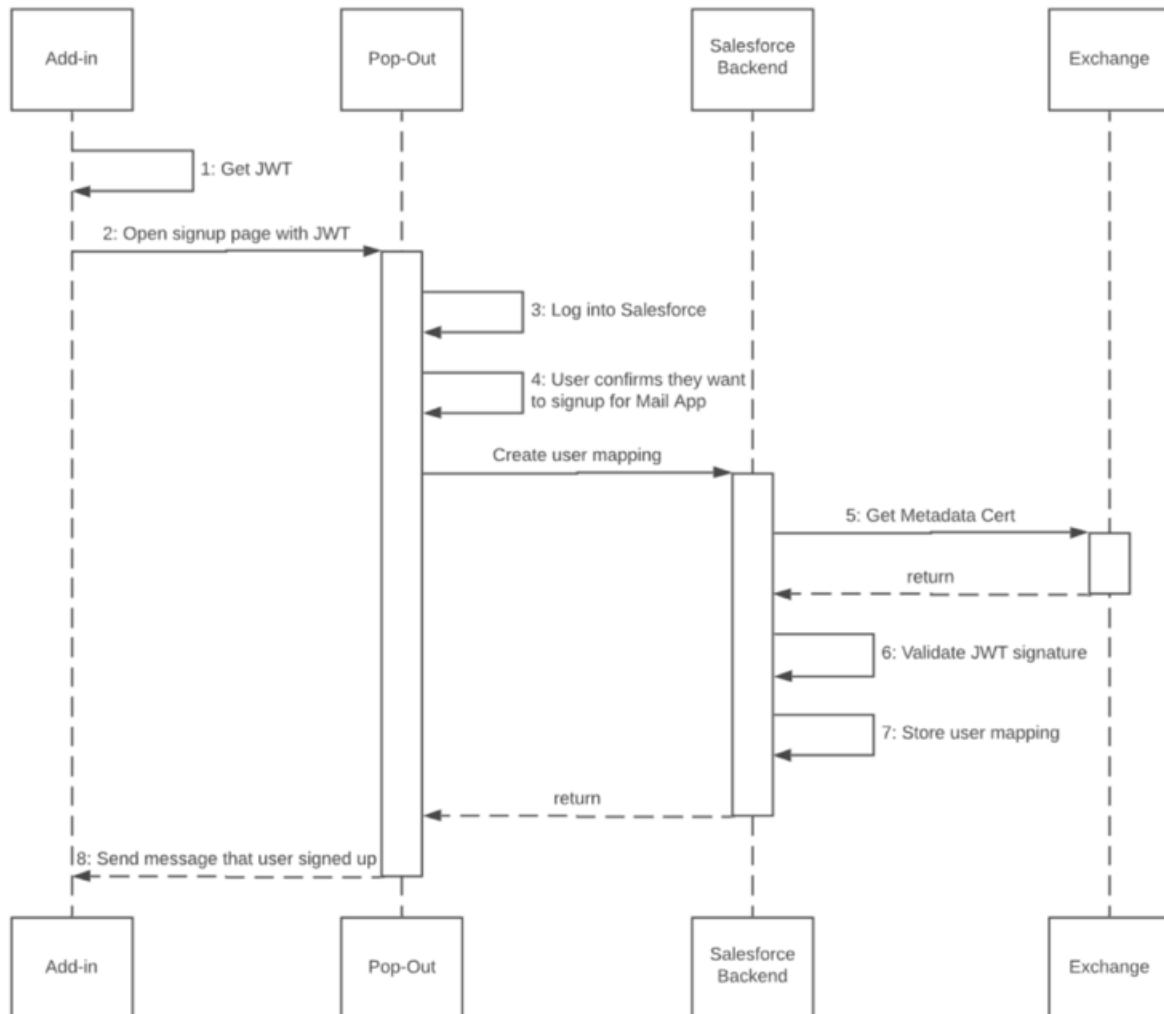 Add-in
Pop-Out
Salesforce
Backend
Exchange
1: Get JWT
2: Open signup page with JWT
3: Log into Salesforce
4: User confirms they want
to signup for Mail App
Create user mapping
5: Get Metadata Cert
return
6: Validate JWT signature
7: Store user mapping
return
8: Send message that user signed up
Add-in
Pop-Out
Salesforce
Backend
Exchange